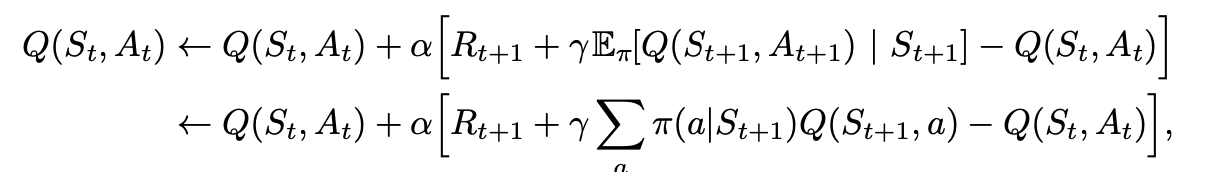 Q(S_t, A_t) ← Q(S_t, A_t) + α[R_{t+1} + γ𝔼_π[Q(S_{t+1}, A_{t+1}) | S_{t+1}] − Q(S_t, A_t)]
← Q(S_t, A_t) + α[R_{t+1} + γ∑_a π(a|S_{t+1})Q(S_{t+1}, a) − Q(S_t, A_t)],